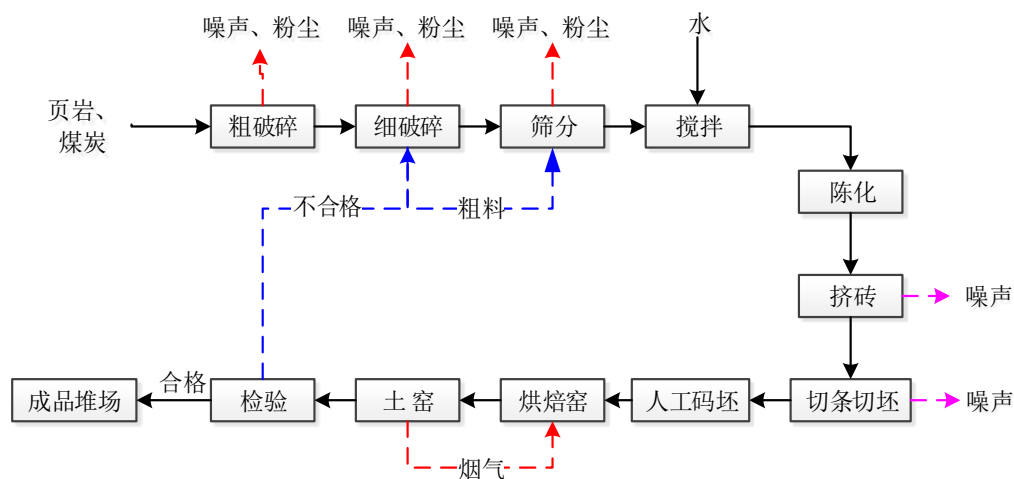 噪声、粉尘
噪声、粉尘
噪声、粉尘
水
页岩、
煤炭
粗破碎
细破碎
筛分
搅拌
陈化
不合格
粗料
挤砖
噪声
成品堆场
合格
检验
土窑
烘焙窑
人工码坯
切条切坯
噪声
烟气